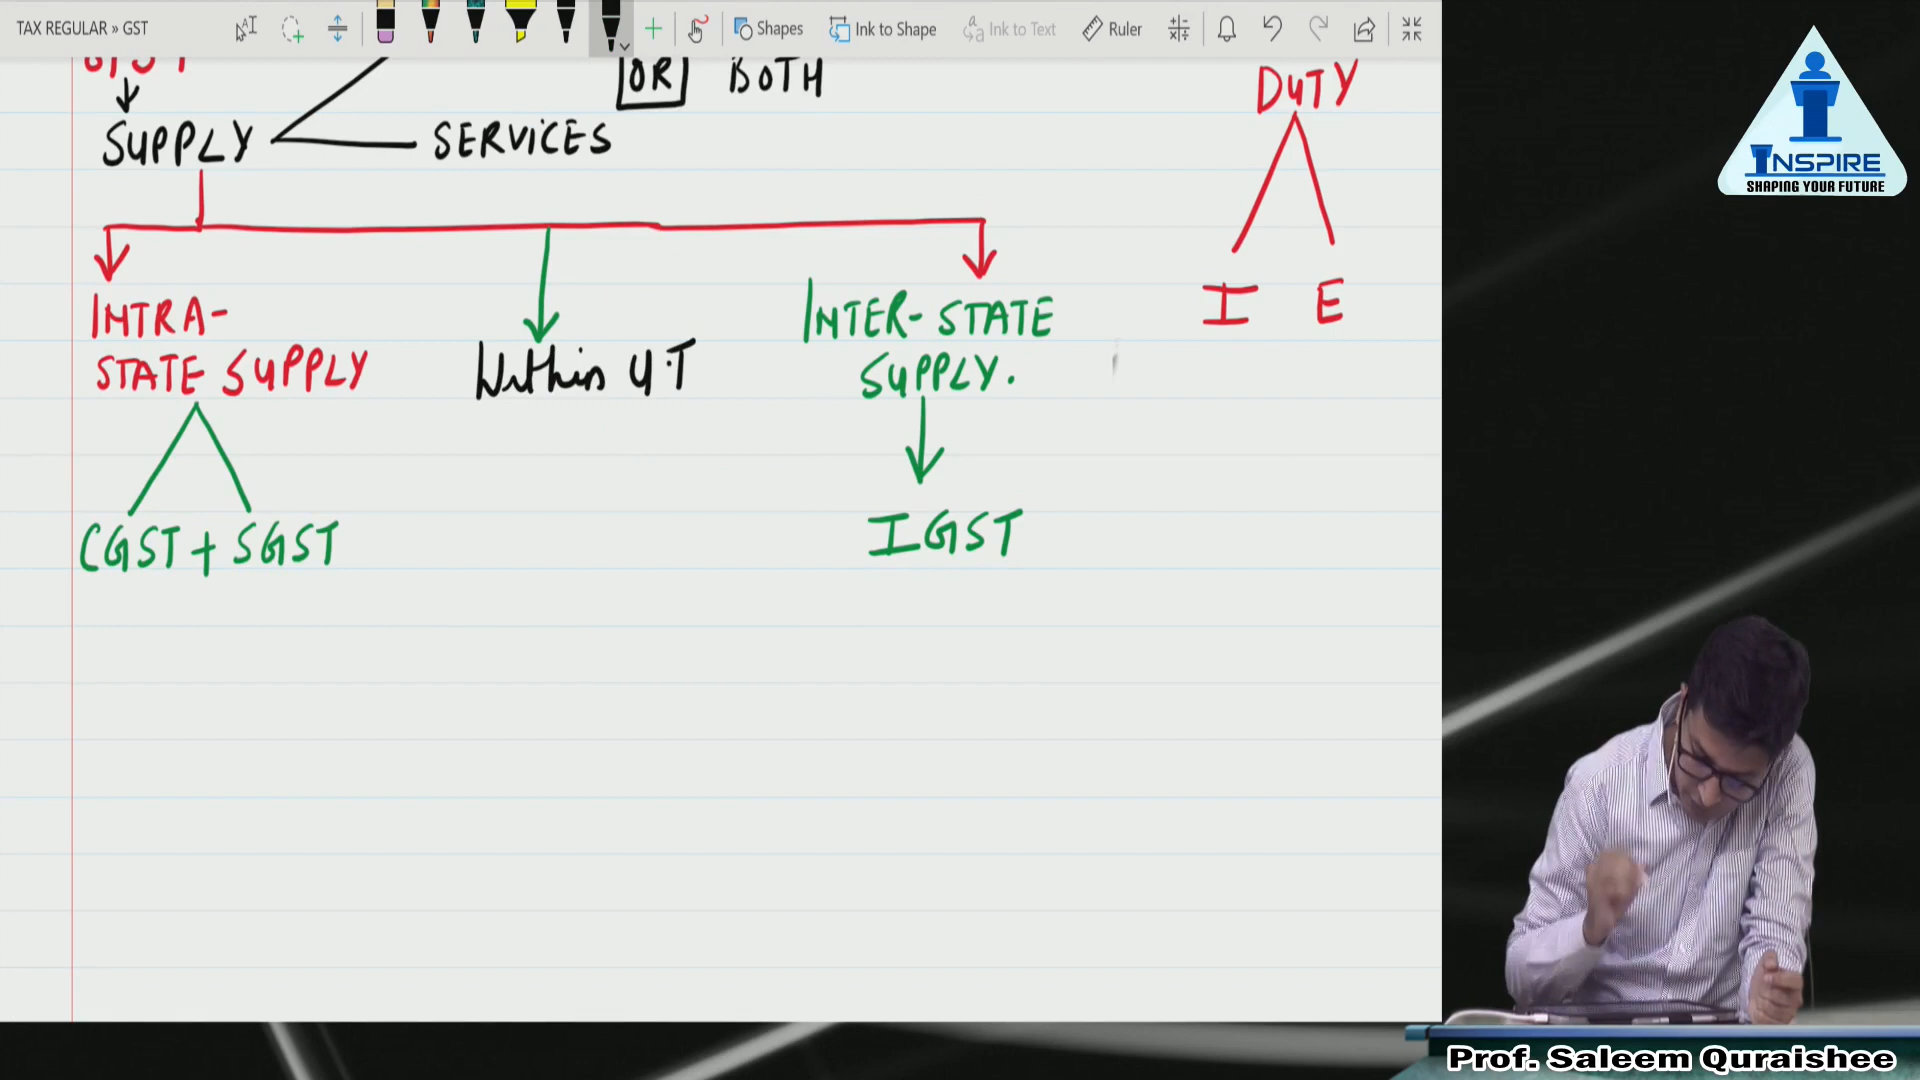 TAX REGULAR » GST
Shapes
Ink to Shape
Ink to Text
Ruler
OR BOTH
DUTY
SUPPLY
SERVICES
INSPIRE
SHAPING YOUR FUTURE
I E
INTRA-
STATE SUPPLY
Within U.T
INTER-STATE
SUPPLY.
CGST + SGST
IGST
Prof. Saleem Quraishee